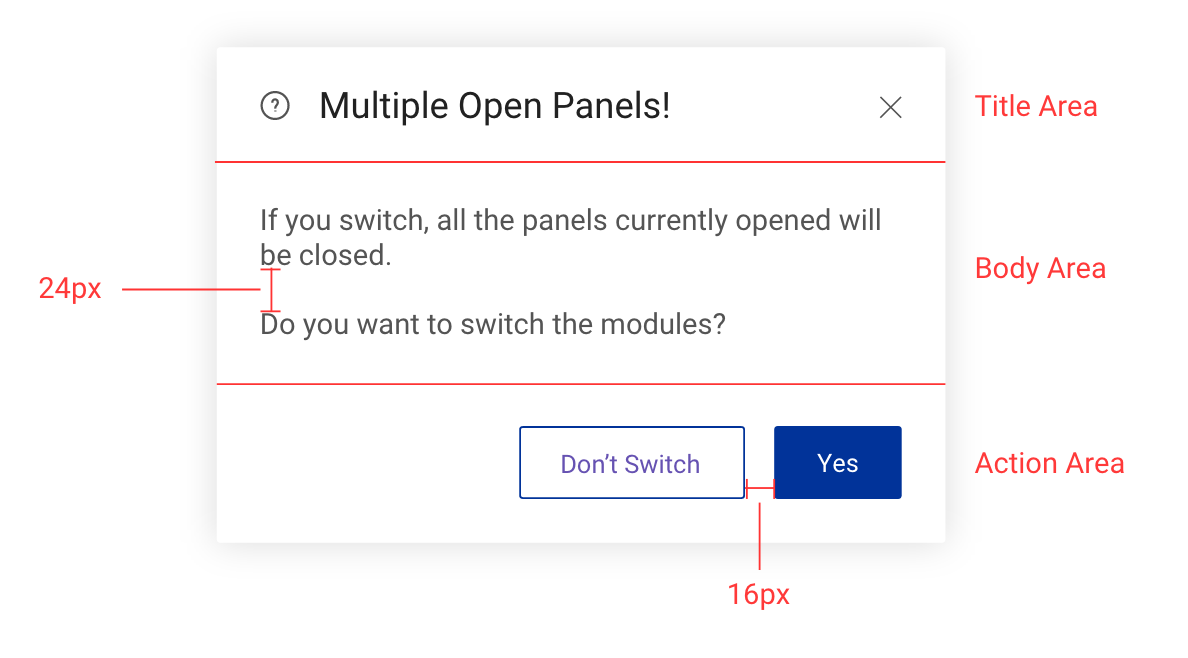 ? Multiple Open Panels!
Title Area
If you switch, all the panels currently opened will
be closed.
Body Area
24px
Do you want to switch the modules?
Don’t Switch
Yes
Action Area
16px